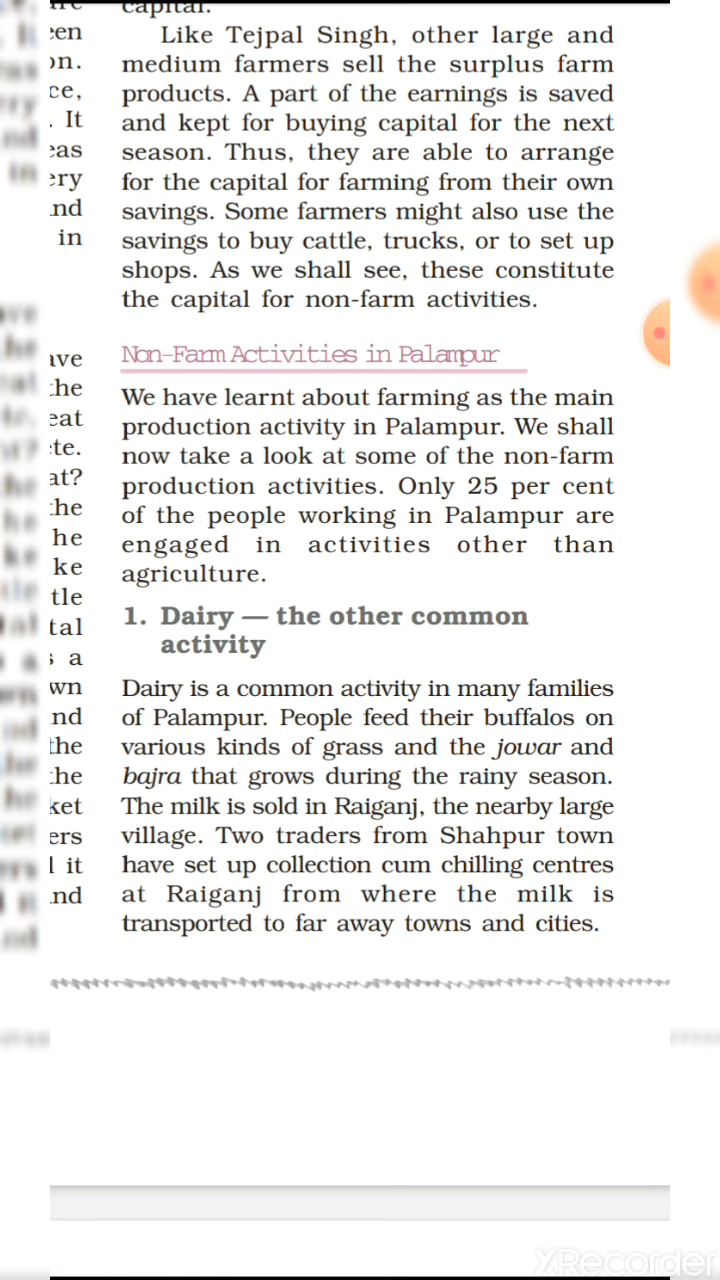 capital.
Like Tejpal Singh, other large and
medium farmers sell the surplus farm
products. A part of the earnings is saved
and kept for buying capital for the next
season. Thus, they are able to arrange
for the capital for farming from their own
savings. Some farmers might also use the
savings to buy cattle, trucks, or to set up
shops. As we shall see, these constitute
the capital for non-farm activities.
Non-Farm Activities in Palampur
We have learnt about farming as the main
production activity in Palampur. We shall
now take a look at some of the non-farm
production activities. Only 25 per cent
of the people working in Palampur are
engaged in activities other than
agriculture.
1. Dairy — the other common
activity
Dairy is a common activity in many families
of Palampur. People feed their buffalos on
various kinds of grass and the jowar and
bajra that grows during the rainy season.
The milk is sold in Raiganj, the nearby large
village. Two traders from Shahpur town
have set up collection cum chilling centres
at Raiganj from where the milk is
transported to far away towns and cities.
XRecorder